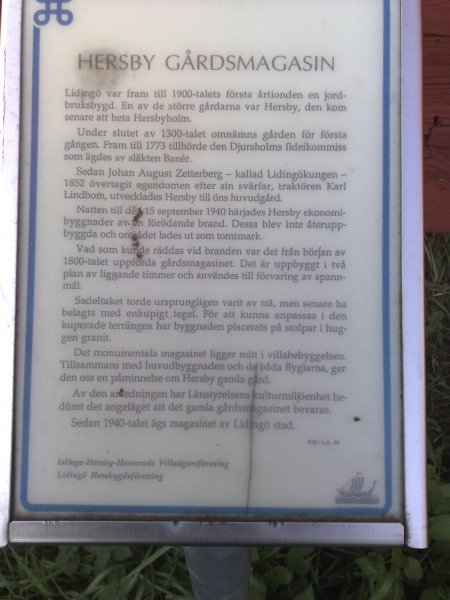 HERSBY GÅRDSMAGASIN
Lidingö var fram till 1900-talets första årtionden en jord-
bruksbygd. En av de större gårdarna var Hersby, den kom
senare att heta Hersbyholm.
Under slutet av 1300-talet omnämns gården för första
gången. Fram till 1773 tillhörde den Djursholms fideikommiss
som ägdes av släkten Banér.
Sedan Johan August Zetterberg – kallad Lidingökungen –
1852 övertagit egendomen efter sin svärfar, traktören Karl
Lindbom, utvecklades Hersby till öns huvudgård.
Natten till den 15 september 1940 härjades Hersby ekonomi-
byggnader av en förödande brand. Dessa blev inte återupp-
byggda och området lades ut som tomtmark.
Vad som kunde räddas vid branden var det från början av
1800-talet uppförda gårdsmagasinet. Det är uppbyggt i två
plan av liggande timmer och användes till förvaring av spann-
mål.
Sadeltaket torde ursprungligen varit av trä, men senare ha
belagts med enkupigt tegel. För att kunna anpassas i den
kuperade terrängen har byggnaden placerats på stolpar i hug-
gen granit.
Det monumentala magasinet ligger mitt i villabebyggelsen.
Tillsammans med huvudbyggnaden och de båda flyglarna, ger
den oss en påminnelse om Hersby gamla gård.
Av den anledningen har Länstyrelsens kulturmiljöenhet be-
dömt det angeläget att det gamla gårdsmagasinet bevaras.
Sedan 1940-talet ägs magasinet av Lidingö stad.
Islinge-Hersby-Herseruds Villaägareförening
Lidingö Hembygdsförening